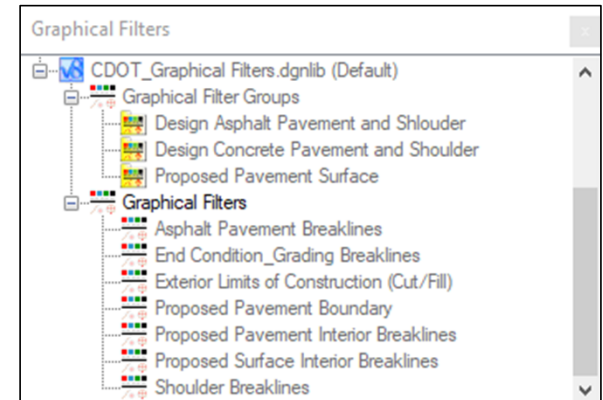 Graphical Filters
x
V8 CDOT_Graphical Filters.dgnlib (Default)
Graphical Filter Groups
Design Asphalt Pavement and Shlouder
Design Concrete Pavement and Shoulder
Proposed Pavement Surface
Graphical Filters
Asphalt Pavement Breaklines
End Condition_Grading Breaklines
Exterior Limits of Construction (Cut/Fill)
Proposed Pavement Boundary
Proposed Pavement Interior Breaklines
Proposed Surface Interior Breaklines
Shoulder Breaklines